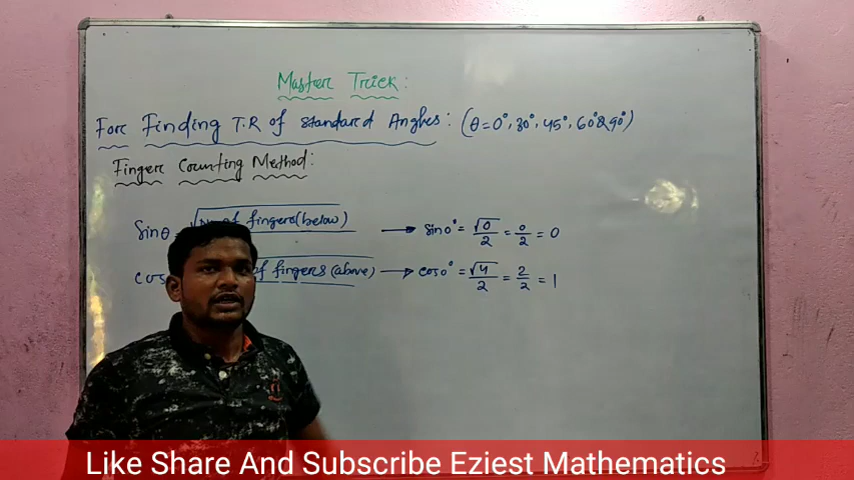 Master Trick:
For Finding T.R of standard Angles: (θ=0°, 30°, 45°, 60° & 90°)
Finger Counting Method:
sinθ = √ of fingers (below) → sin0° = √0/2 = 0/2 = 0
cos of fingers (above) → cos0° = √4/2 = 2/2 = 1
Like Share And Subscribe Eziest Mathematics